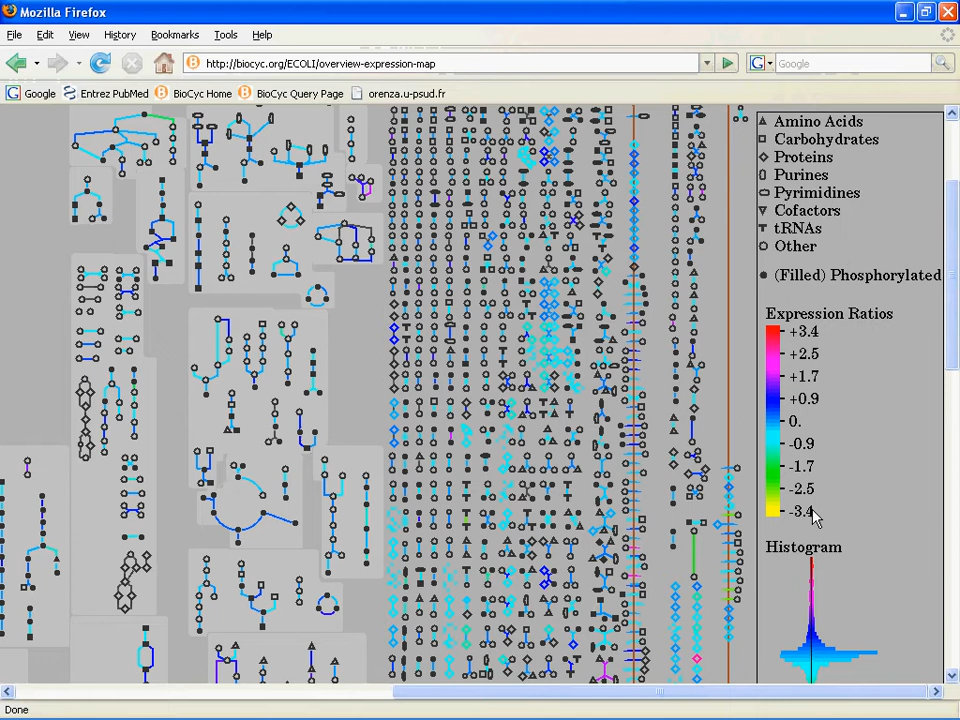 Mozilla Firefox
File Edit View History Bookmarks Tools Help
http://biocyc.org/ECOLI/overview-expression-map
G Google
Google Entrez PubMed BioCyc Home BioCyc Query Page orenza.u-psud.fr
Amino Acids
Carbohydrates
Proteins
Purines
Pyrimidines
Cofactors
tRNAs
Other
(Filled) Phosphorylated
Expression Ratios
+3.4
+2.5
+1.7
+0.9
0.
-0.9
-1.7
-2.5
-3.4
Histogram
Done